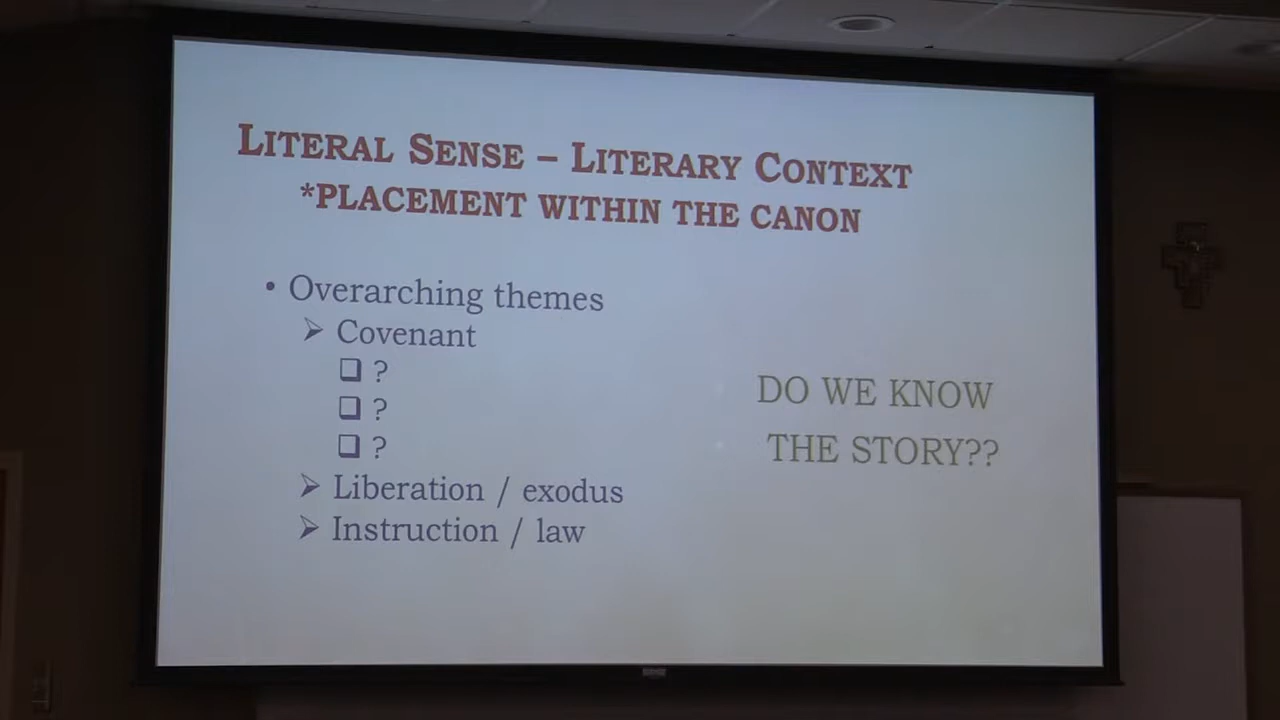 LITERAL SENSE – LITERARY CONTEXT
*PLACEMENT WITHIN THE CANON
• Overarching themes
➢ Covenant
❑ ?
❑ ?
❑ ?
➢ Liberation / exodus
➢ Instruction / law
DO WE KNOW
THE STORY??